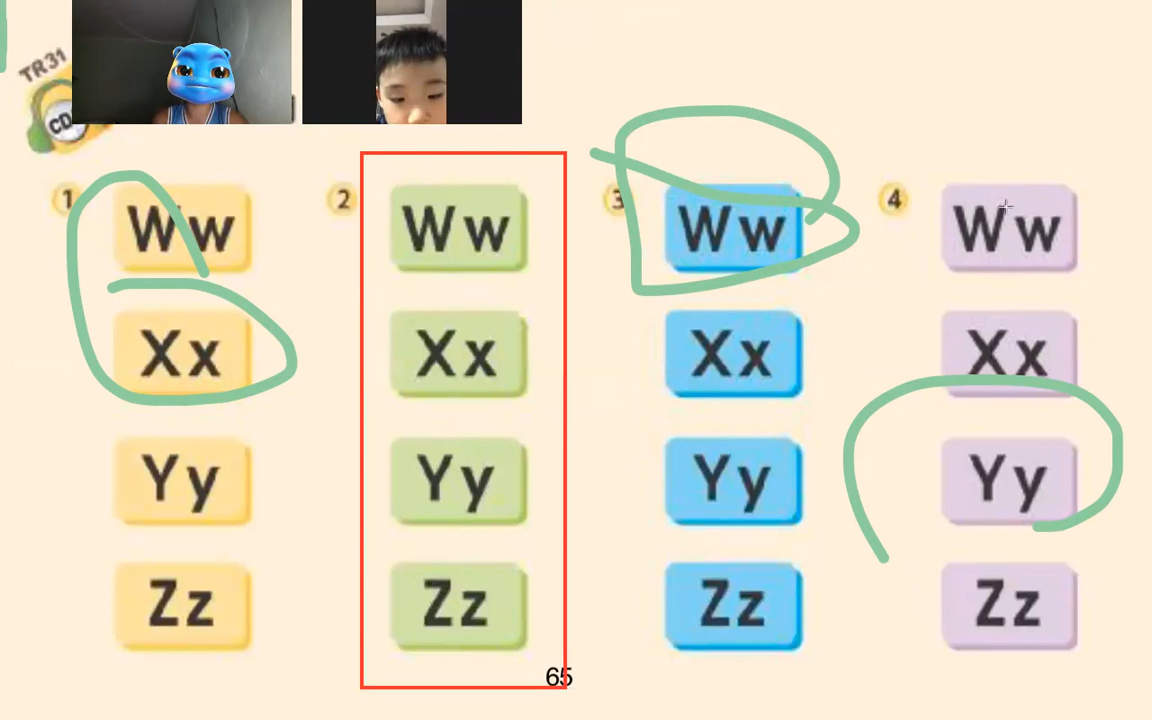 TR31
CD
1 2 3 4
Ww Ww Ww Ww
Xx Xx Xx Xx
Yy Yy Yy Yy
Zz Zz Zz Zz
65